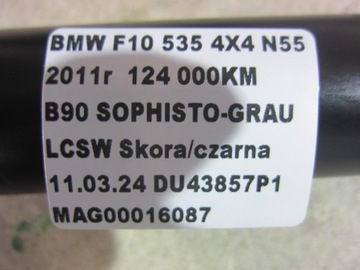 BMW F10 535 4X4 N55
2011r 124 000KM
B90 SOPHISTO-GRAU
LCSW Skora/czarna
11.03.24 DU43857P1
MAG00016087